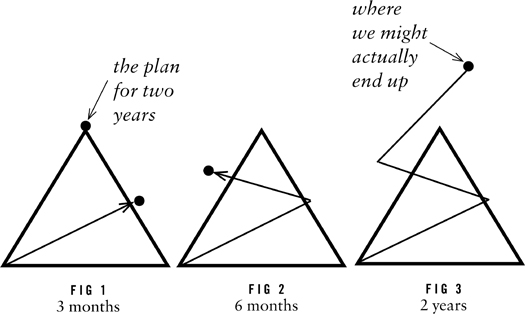 the plan
for two
years
where
we might
actually
end up
FIG 1
3 months
FIG 2
6 months
FIG 3
2 years